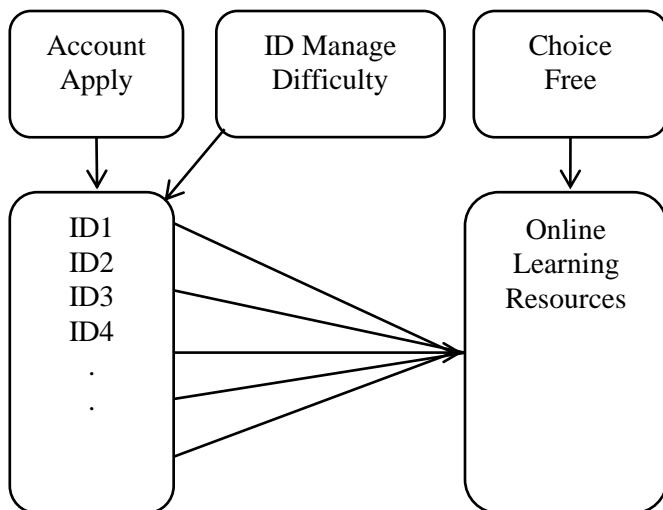 Account
Apply
ID Manage
Difficulty
Choice
Free
ID1
ID2
ID3
ID4
.
.
Online
Learning
Resources